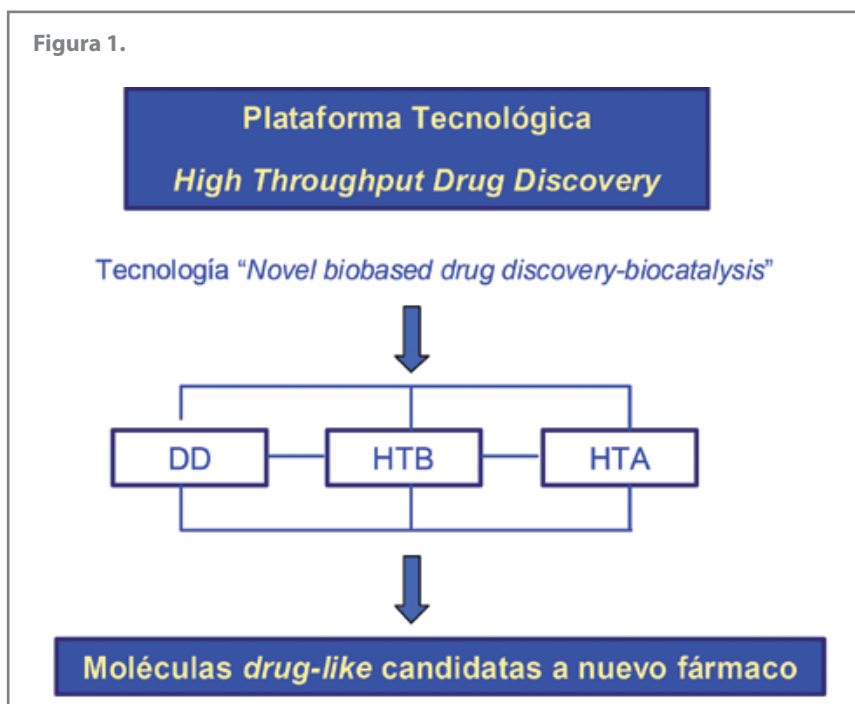 Figura 1.
Plataforma Tecnológica
High Throughput Drug Discovery
Tecnología “Novel biobased drug discovery-biocatalysis”
DD
HTB
HTA
Moléculas drug-like candidatas a nuevo fármaco